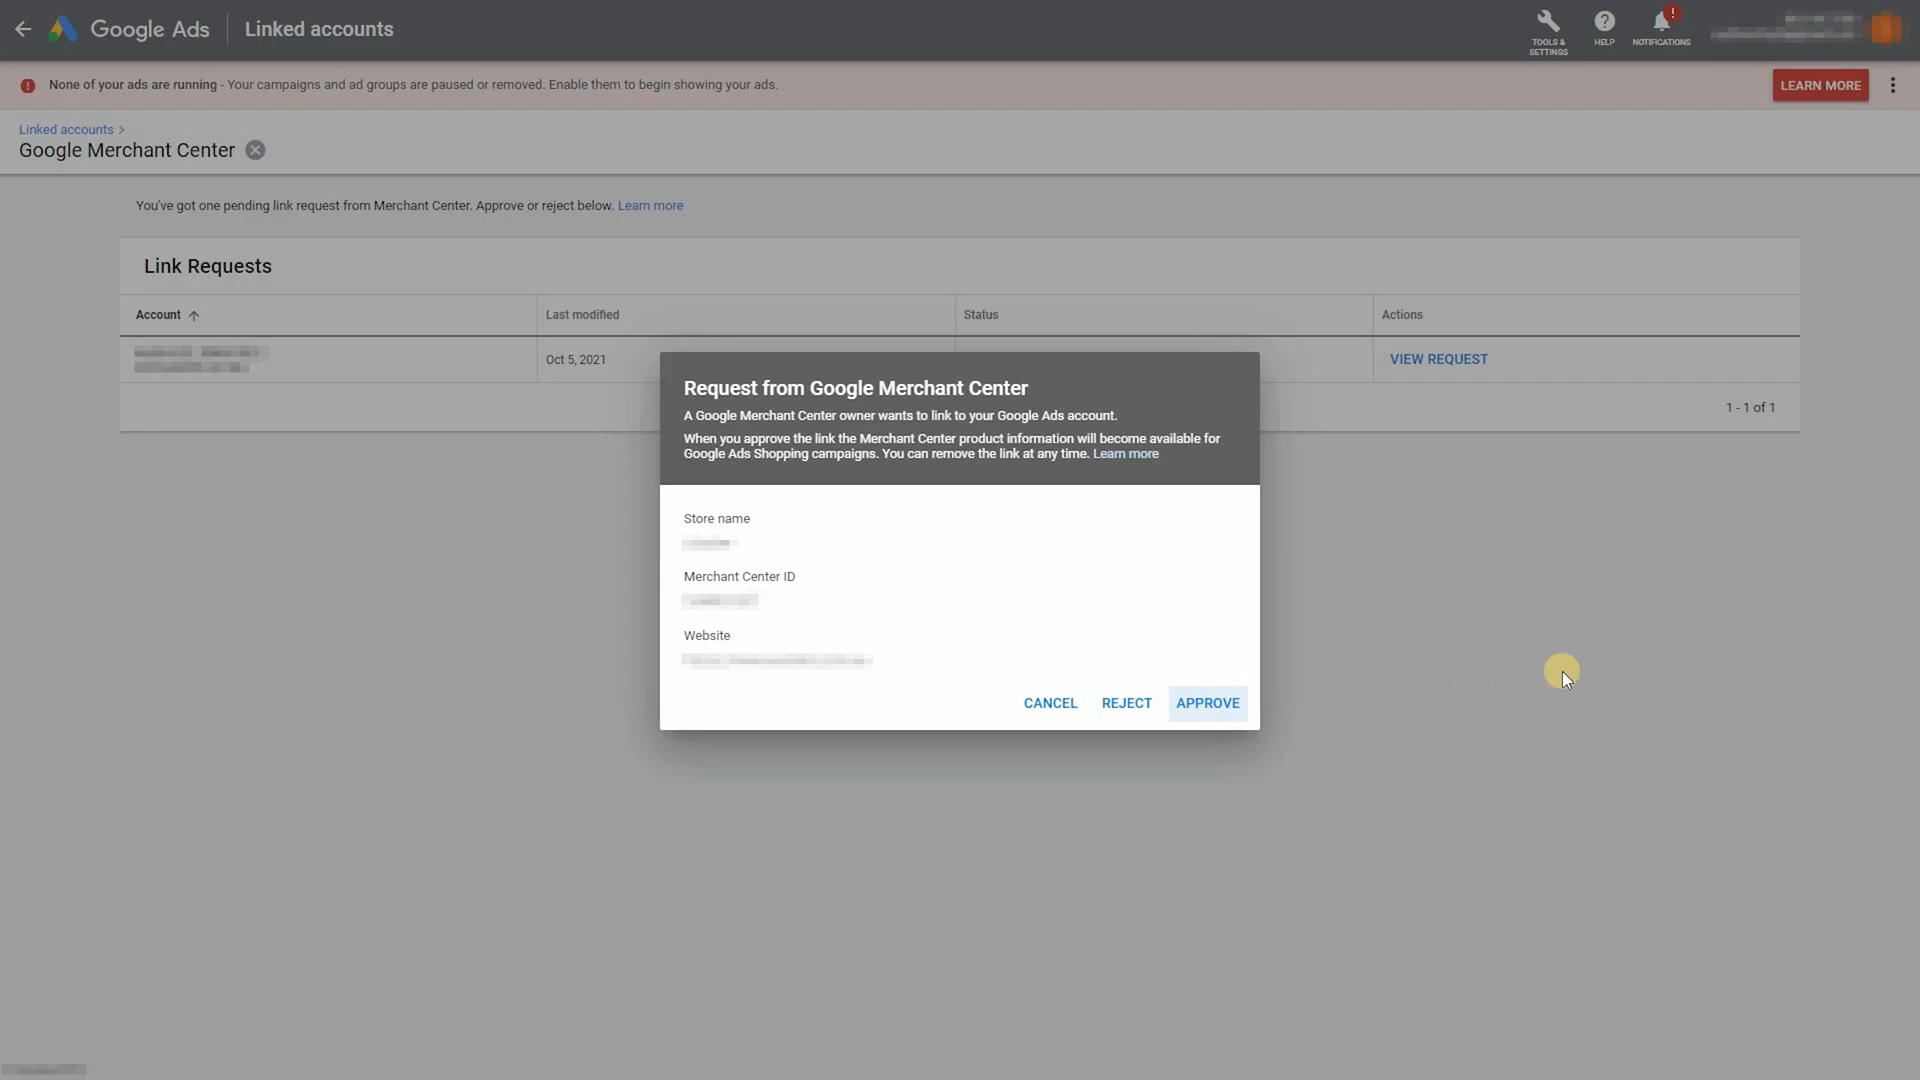 Google Ads
Linked accounts
TOOLS &
SETTINGS
HELP
NOTIFICATIONS
None of your ads are running - Your campaigns and ad groups are paused or removed. Enable them to begin showing your ads.
LEARN MORE
Linked accounts >
Google Merchant Center
You've got one pending link request from Merchant Center. Approve or reject below. Learn more
Link Requests
Account
Last modified
Status
Actions
Oct 5, 2021
VIEW REQUEST
1 - 1 of 1
Request from Google Merchant Center
A Google Merchant Center owner wants to link to your Google Ads account.
When you approve the link the Merchant Center product information will become available for
Google Ads Shopping campaigns. You can remove the link at any time. Learn more
Store name
Merchant Center ID
Website
CANCEL
REJECT
APPROVE